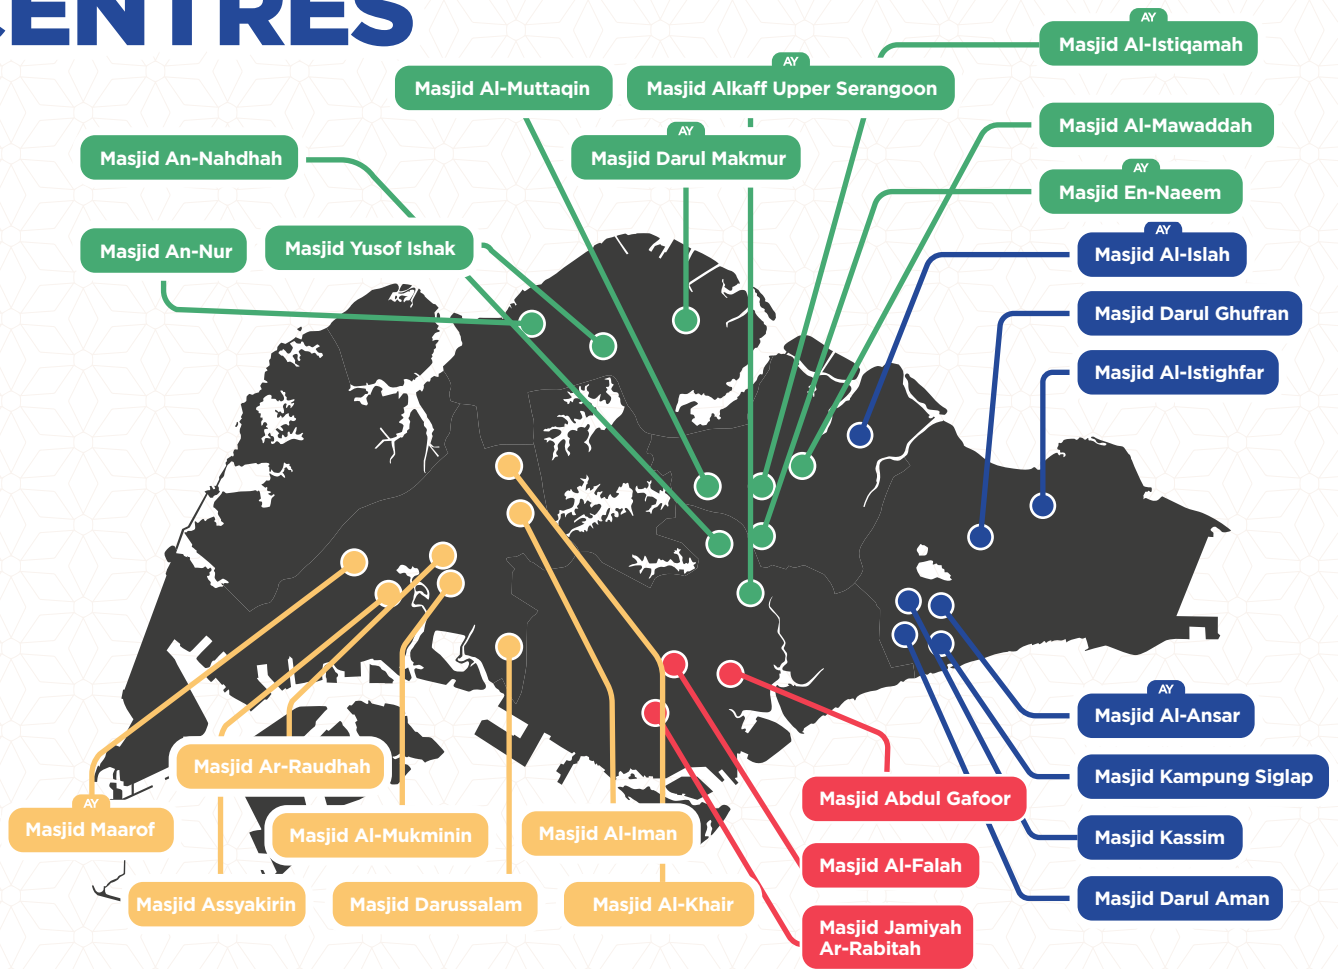 CENTRES
AY
Masjid Al-Istiqamah
Masjid Al-Muttaqin
AY
Masjid Alkaff Upper Serangoon
Masjid Al-Mawaddah
Masjid An-Nahdhah
AY
Masjid Darul Makmur
AY
Masjid En-Naeem
Masjid An-Nur
Masjid Yusof Ishak
AY
Masjid Al-Islah
Masjid Darul Ghufran
Masjid Al-Istighfar
AY
Masjid Al-Ansar
Masjid Ar-Raudhah
Masjid Kampung Siglap
AY
Masjid Maarof
Masjid Al-Mukminin
Masjid Al-Iman
Masjid Abdul Gafoor
Masjid Kassim
Masjid Al-Falah
Masjid Assyakirin
Masjid Darussalam
Masjid Al-Khair
Masjid Darul Aman
Masjid Jamiyah
Ar-Rabitah